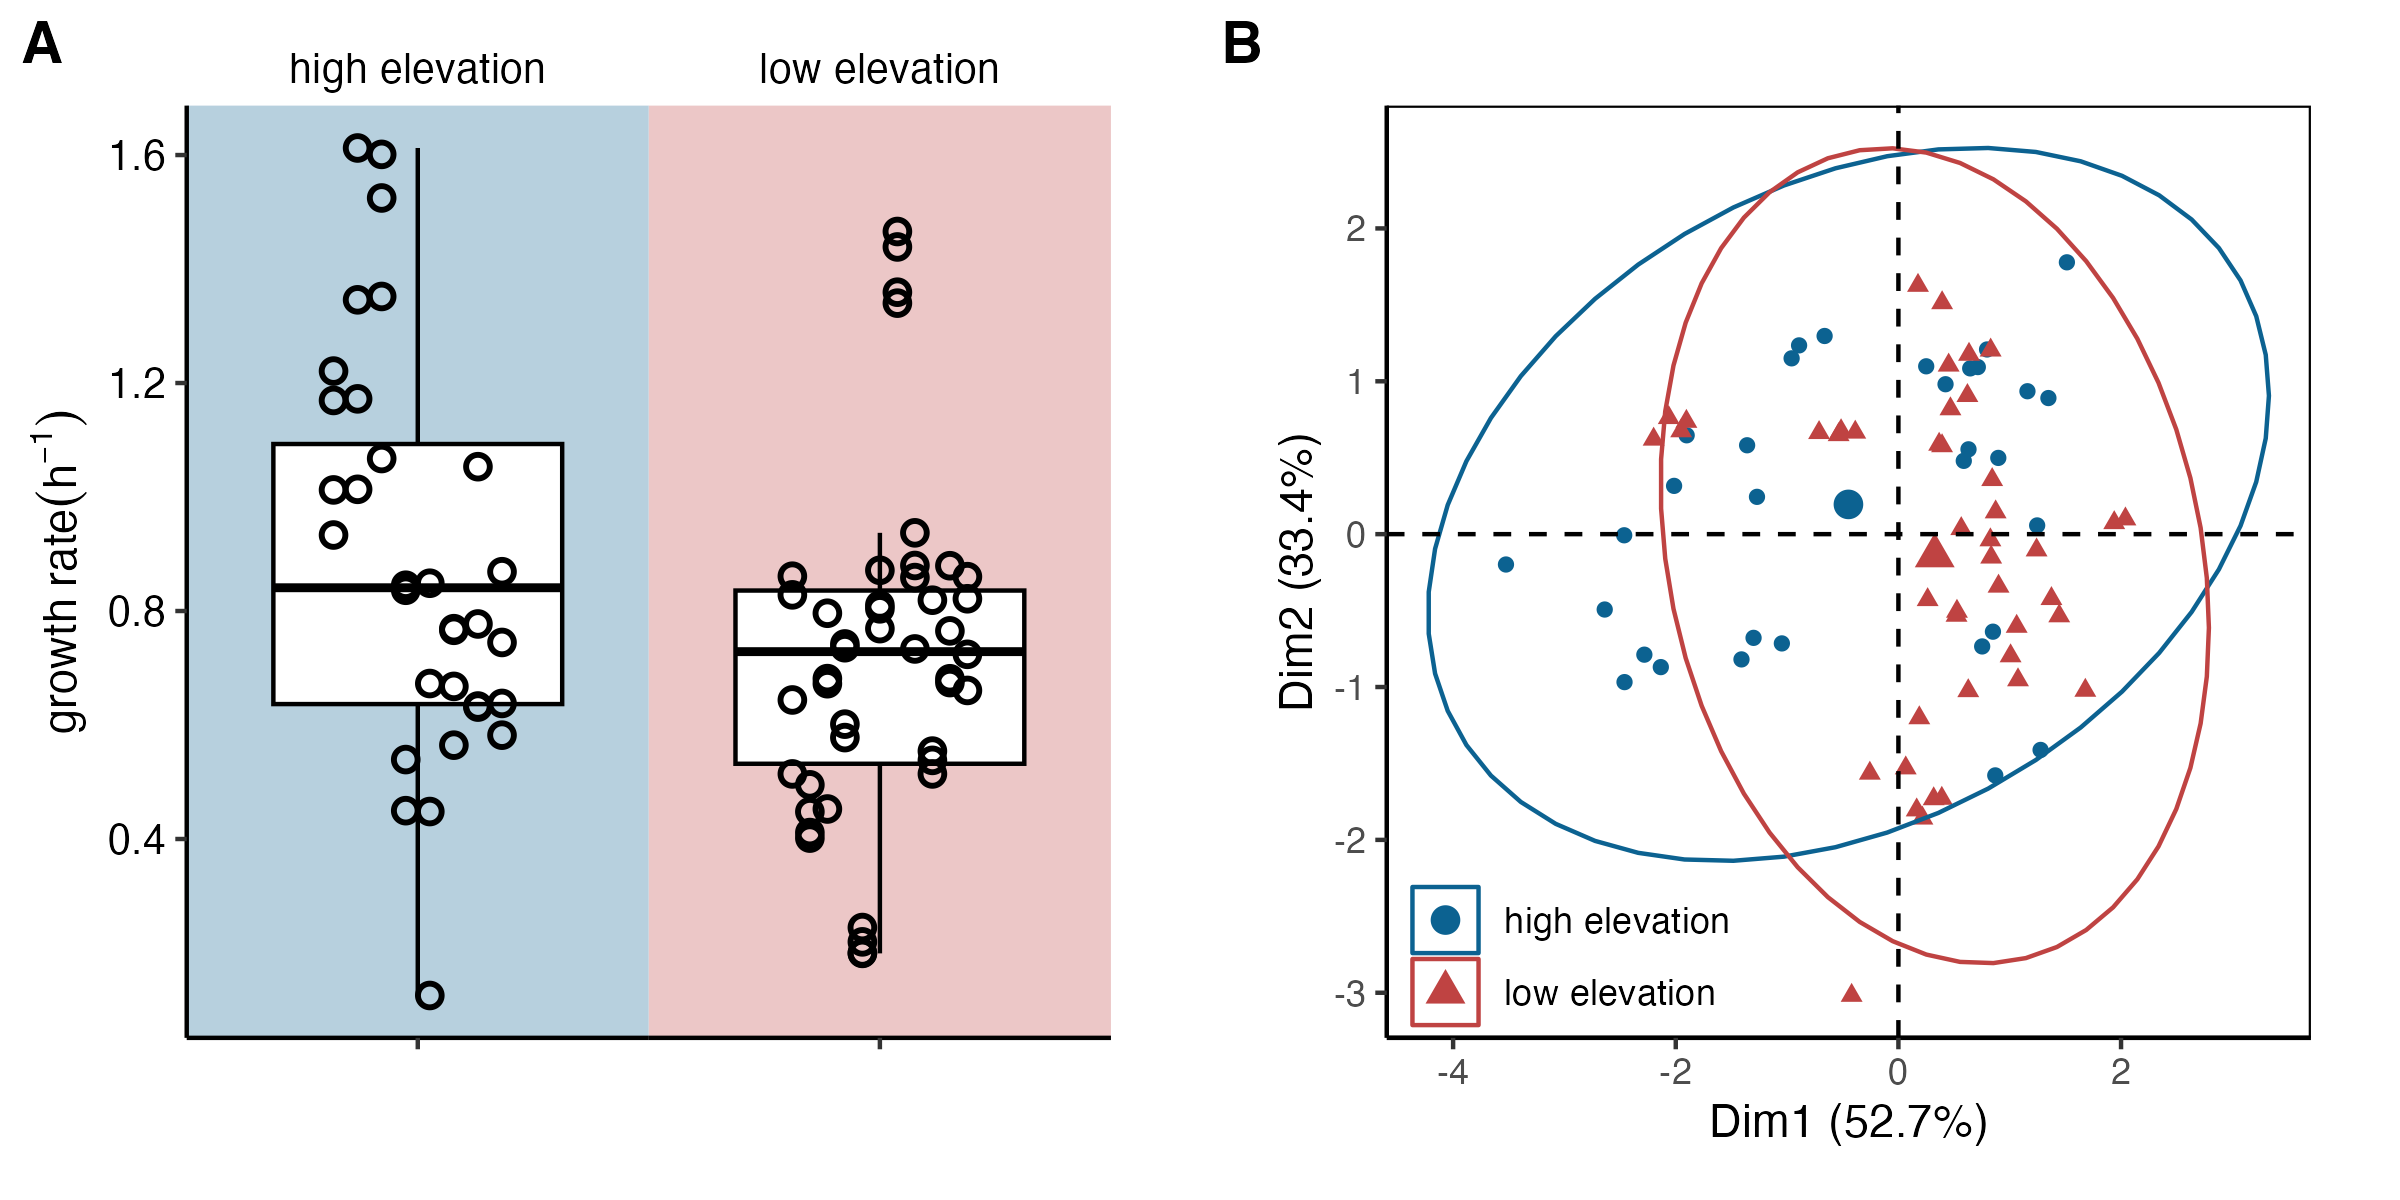 A
high elevation low elevation
1.6
1.2
0.8
0.4
growth rate(h⁻¹)
B
2
1
0
-1
-2
-3
Dim2 (33.4%)
high elevation
low elevation
-4 -2 0 2
Dim1 (52.7%)